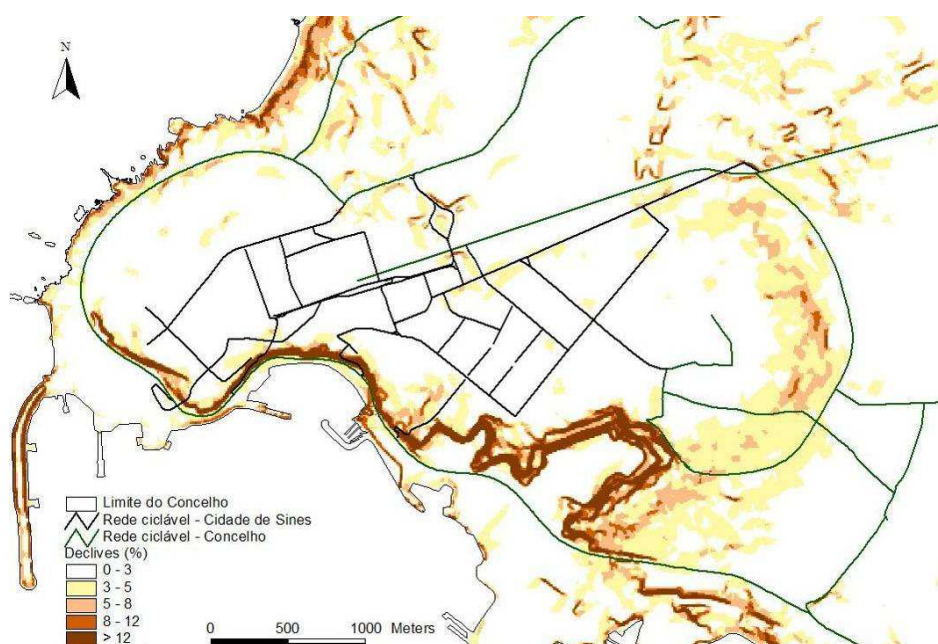 N
Limite do Concelho
Rede ciclável - Cidade de Sines
Rede ciclável - Concelho
Declives (%)
0 - 3
3 - 5
5 - 8
8 - 12
> 12
0 500 1000 Meters